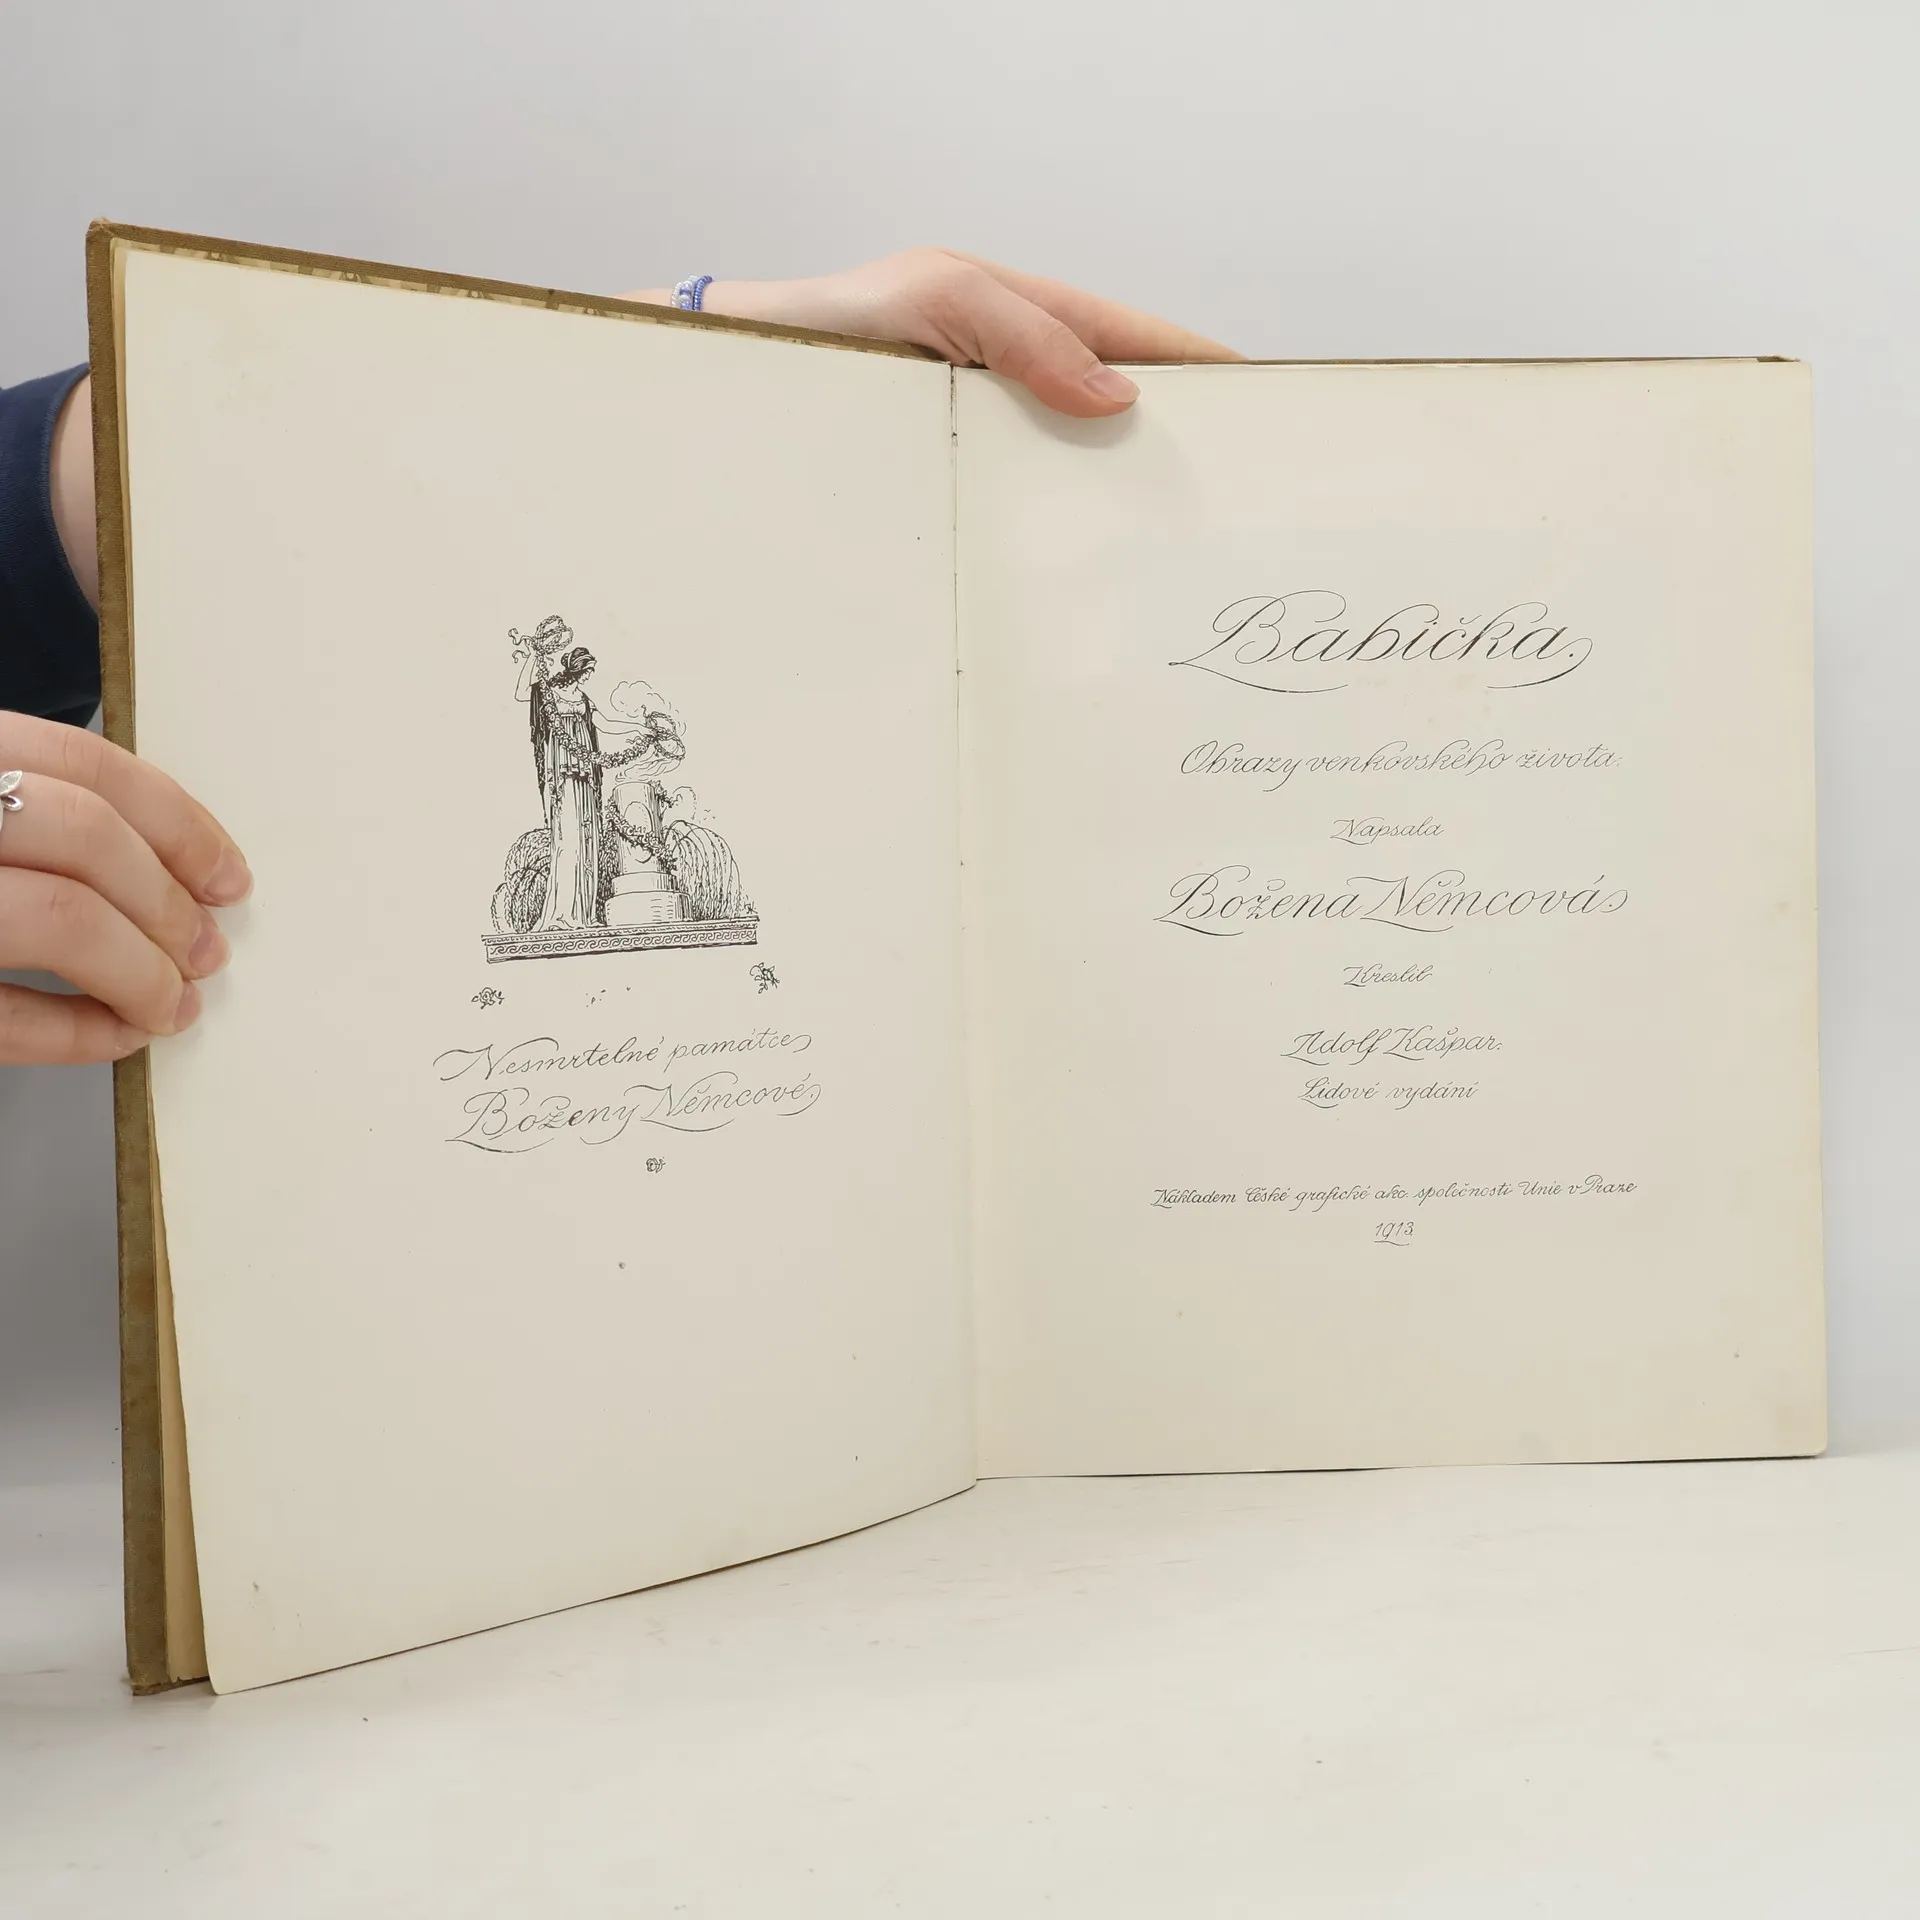 Nesmrtelné památce
Boženy Němcové.
Babička.
Obrazy venkovského života.
Napsala
Božena Němcová.
Kreslil
Adolf Kašpar.
Lidové vydání
Nákladem České grafické akc. společnosti Unie v Praze
1913